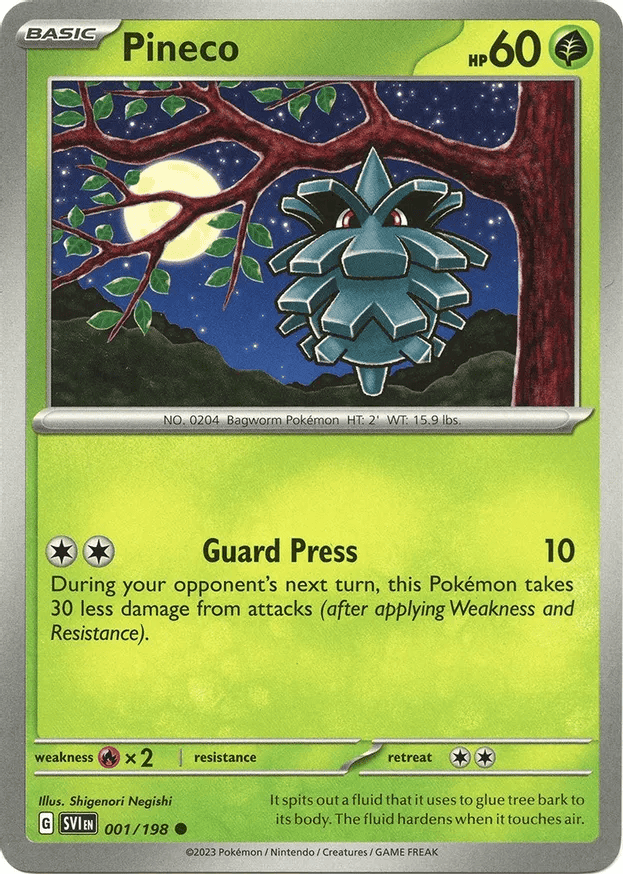 BASIC
Pineco
HP 60
NO. 0204 Bagworm Pokémon HT: 2' WT: 15.9 lbs.
Guard Press 10
During your opponent's next turn, this Pokémon takes
30 less damage from attacks (after applying Weakness and
Resistance).
weakness ×2 resistance retreat
Illus. Shigenori Negishi
It spits out a fluid that it uses to glue tree bark to
its body. The fluid hardens when it touches air.
G SVI EN 001/198
©2023 Pokémon / Nintendo / Creatures / GAME FREAK